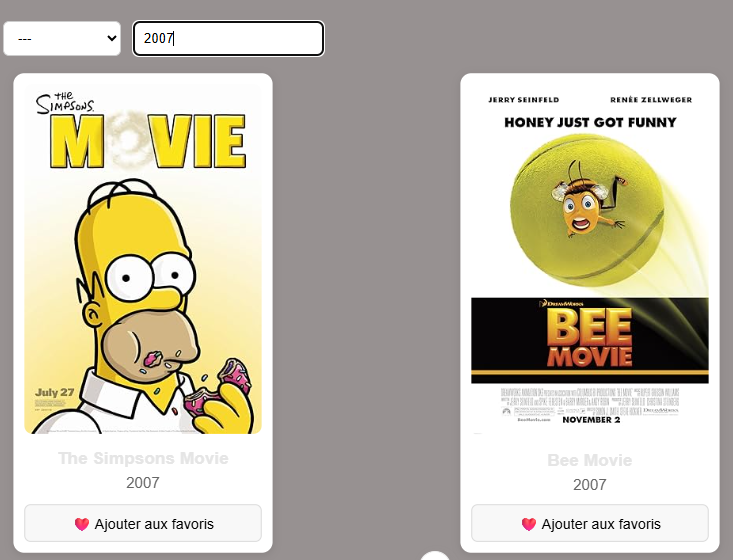 ---
2007
THE
SIMPSONS
MOVIE
July 27
The Simpsons Movie
2007
❤ Ajouter aux favoris
JERRY SEINFELD RENÉE ZELLWEGER
HONEY JUST GOT FUNNY
DREAMWORKS
BEE
MOVIE
NOVEMBER 2
Bee Movie
2007
❤ Ajouter aux favoris